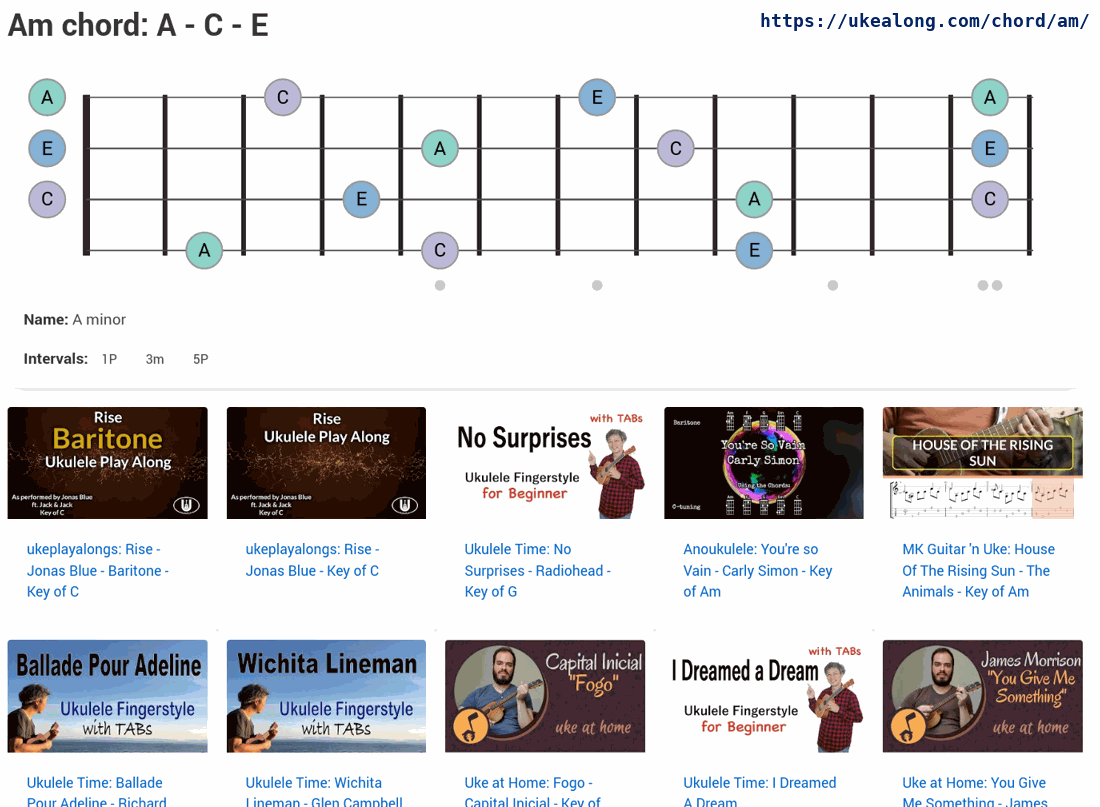 Am chord: A - C - E
https://ukealong.com/chord/am/
A C E A
E A C E
C E A C
A C E
Name: A minor
Intervals: 1P 3m 5P
Rise
Baritone
Ukulele Play Along
As performed by Jonas Blue
ft. Jack & Jack
Key of C
Rise
Ukulele Play Along
As performed by Jonas Blue
ft. Jack & Jack
Key of C
with TABs
No Surprises
Ukulele Fingerstyle
for Beginner
Baritone
You're So Vain
Carly Simon
C-tuning
HOUSE OF THE RISING
SUN
ukeplayalongs: Rise -
Jonas Blue - Baritone -
Key of C
ukeplayalongs: Rise -
Jonas Blue - Key of C
Ukulele Time: No
Surprises - Radiohead -
Key of G
Anoukulele: You're so
Vain - Carly Simon - Key
of Am
MK Guitar 'n Uke: House
Of The Rising Sun - The
Animals - Key of Am
Ballade Pour Adeline
Ukulele Fingerstyle
with TABs
Wichita Lineman
Ukulele Fingerstyle
with TABs
Capital Inicial
"Fogo"
uke at home
with TABs
I Dreamed a Dream
Ukulele Fingerstyle
for Beginner
James Morrison
"You Give Me
Something"
uke at home
Ukulele Time: Ballade
Pour Adeline - Richard
Ukulele Time: Wichita
Lineman - Glen Campbell
Uke at Home: Fogo -
Capital Inicial - Key of
Ukulele Time: I Dreamed
A Dream
Uke at Home: You Give
Me Something - James